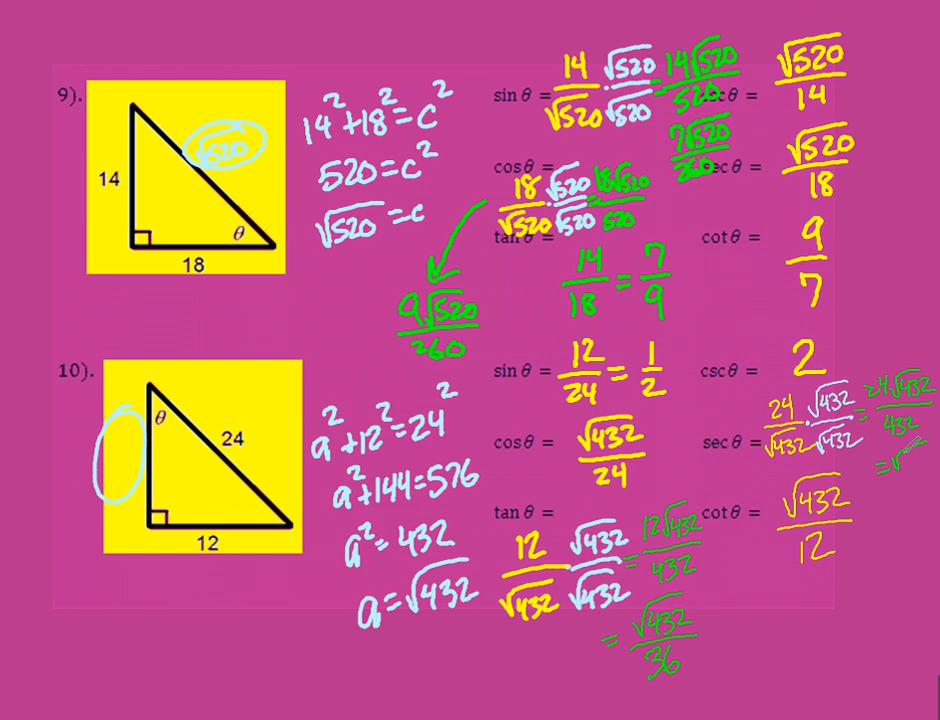 9).
14
√520
θ
18
14² + 18² = c²
520 = c²
√520 = c
sin θ = 14/√520 · √520/√520 = 14√520/520
7√520/260
csc θ = √520/14
cos θ = 18/√520 · √520/√520 = 18√520/520
9√520/260
sec θ = √520/18
tan θ = 14/18 = 7/9
cot θ = 9/7
10).
θ
24
12
a² + 12² = 24²
a² + 144 = 576
a² = 432
a = √432
sin θ = 12/24 = 1/2
csc θ = 2
cos θ = √432/24
sec θ = 24/√432 · √432/√432 = 24√432/432
= √
tan θ = 12/√432 · √432/√432 = 12√432/432
= √432/36
cot θ = √432/12